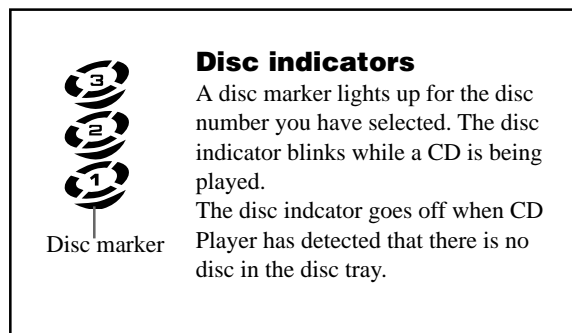 3
2
1
Disc marker
Disc indicators
A disc marker lights up for the disc
number you have selected. The disc
indicator blinks while a CD is being
played.
The disc indcator goes off when CD
Player has detected that there is no
disc in the disc tray.